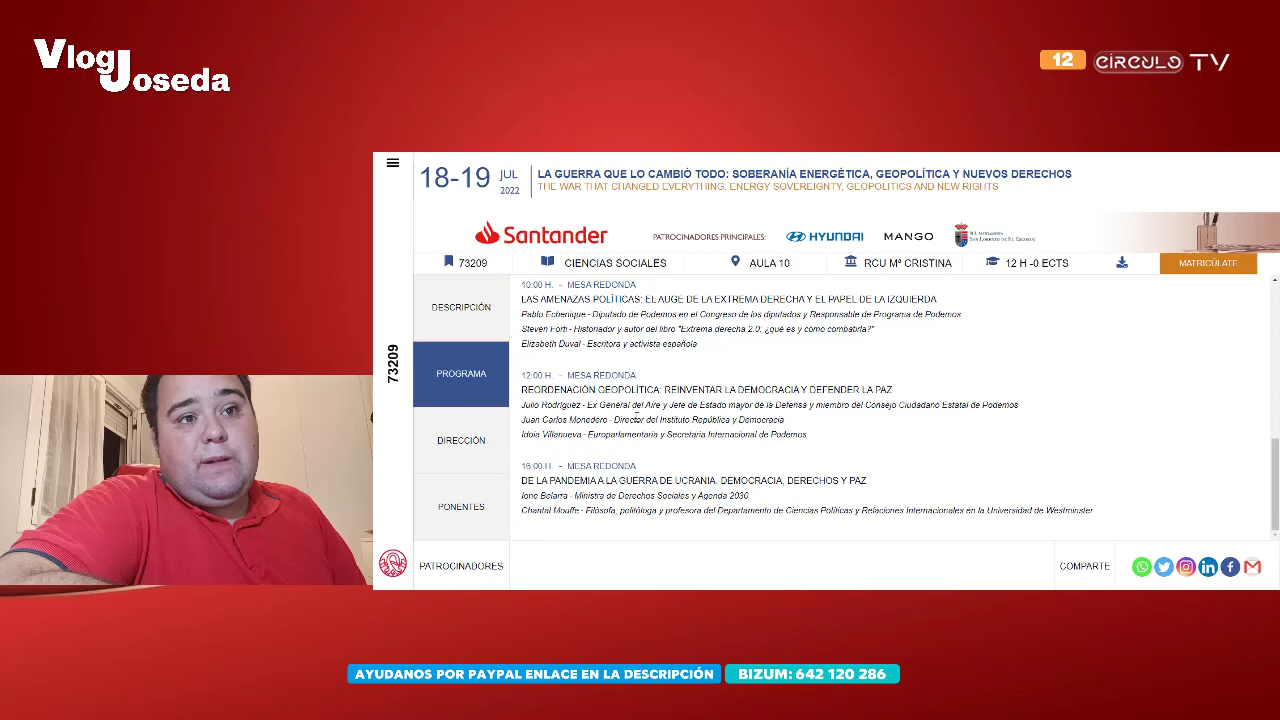 Vlog
Joseda
12 CÍRCULO TV
18-19 JUL 2022
LA GUERRA QUE LO CAMBIÓ TODO: SOBERANÍA ENERGÉTICA, GEOPOLÍTICA Y NUEVOS DERECHOS
THE WAR THAT CHANGED EVERYTHING. ENERGY SOVEREIGNTY, GEOPOLITICS AND NEW RIGHTS
Santander
PATROCINADORES PRINCIPALES:
HYUNDAI
MANGO
SAN LORENZO DE EL ESCORIAL
73209 CIENCIAS SOCIALES AULA 10 RCU Mª CRISTINA 12 H -0 ECTS MATRICÚLATE
73209
DESCRIPCIÓN
PROGRAMA
DIRECCIÓN
PONENTES
PATROCINADORES
10:00 H. - MESA REDONDA
LAS AMENAZAS POLÍTICAS: EL AUGE DE LA EXTREMA DERECHA Y EL PAPEL DE LA IZQUIERDA
Pablo Echenique - Diputado de Podemos en el Congreso de los diputados y Responsable de Programa de Podemos
Steven Forti - Historiador y autor del libro "Extrema derecha 2.0: ¿qué es y cómo combatirla?"
Elizabeth Duval - Escritora y activista española
12:00 H. - MESA REDONDA
REORDENACIÓN GEOPOLÍTICA: REINVENTAR LA DEMOCRACIA Y DEFENDER LA PAZ
Julio Rodríguez - Ex General del Aire y Jefe de Estado mayor de la Defensa y miembro del Consejo Ciudadano Estatal de Podemos
Juan Carlos Monedero - Director del Instituto República y Democracia
Idoia Villanueva - Europarlamentaria y Secretaria Internacional de Podemos
16:00 H. - MESA REDONDA
DE LA PANDEMIA A LA GUERRA DE UCRANIA. DEMOCRACIA, DERECHOS Y PAZ
Ione Belarra - Ministra de Derechos Sociales y Agenda 2030
Chantal Mouffe - Filósofa, politóloga y profesora del Departamento de Ciencias Políticas y Relaciones Internacionales en la Universidad de Westminster
COMPARTE
AYUDANOS POR PAYPAL ENLACE EN LA DESCRIPCIÓN
BIZUM: 642 120 286